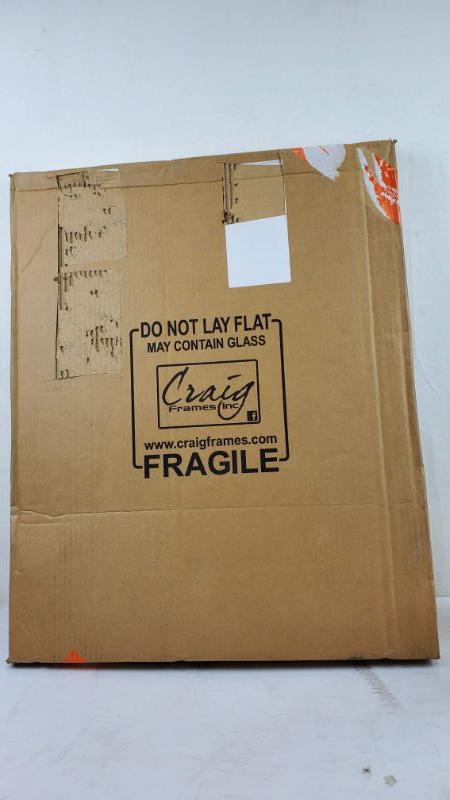 DO NOT LAY FLAT
MAY CONTAIN GLASS
Craig
Frames Inc.
f
www.craigframes.com
FRAGILE